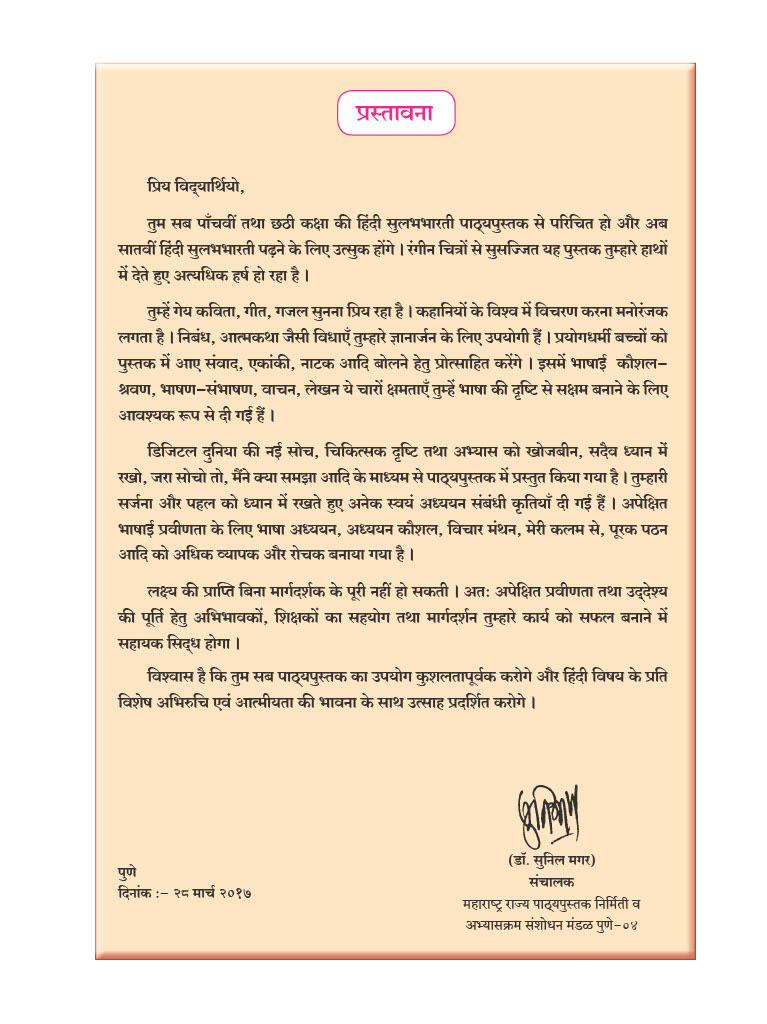 प्रस्तावना
प्रिय विद्‌यार्थियो,
तुम सब पाँचवीं तथा छठी कक्षा की हिंदी सुलभभारती पाठ्‌यपुस्तक से परिचित हो और अब
सातवीं हिंदी सुलभभारती पढ़ने के लिए उत्सुक होंगे । रंगीन चित्रों से सुसज्जित यह पुस्तक तुम्हारे हाथों
में देते हुए अत्यधिक हर्ष हो रहा है ।
तुम्हें गेय कविता, गीत, गजल सुनना प्रिय रहा है । कहानियों के विश्व में विचरण करना मनोरंजक
लगता है । निबंध, आत्मकथा जैसी विधाएँ तुम्हारे ज्ञानार्जन के लिए उपयोगी हैं । प्रयोगधर्मी बच्चों को
पुस्तक में आए संवाद, एकांकी, नाटक आदि बोलने हेतु प्रोत्साहित करेंगे । इसमें भाषाई कौशल-
श्रवण, भाषण-संभाषण, वाचन, लेखन ये चारों क्षमताएँ तुम्हें भाषा की दृष्टि से सक्षम बनाने के लिए
आवश्यक रूप से दी गई हैं ।
डिजिटल दुनिया की नई सोच, चिकित्सक दृष्टि तथा अभ्यास को खोजबीन, सदैव ध्यान में
रखो, जरा सोचो तो, मैंने क्या समझा आदि के माध्यम से पाठ्‌यपुस्तक में प्रस्तुत किया गया है । तुम्हारी
सर्जना और पहल को ध्यान में रखते हुए अनेक स्वयं अध्ययन संबंधी कृतियाँ दी गई हैं । अपेक्षित
भाषाई प्रवीणता के लिए भाषा अध्ययन, अध्ययन कौशल, विचार मंथन, मेरी कलम से, पूरक पठन
आदि को अधिक व्यापक और रोचक बनाया गया है ।
लक्ष्य की प्राप्ति बिना मार्गदर्शक के पूरी नहीं हो सकती । अतः अपेक्षित प्रवीणता तथा उद्‌देश्य
की पूर्ति हेतु अभिभावकों, शिक्षकों का सहयोग तथा मार्गदर्शन तुम्हारे कार्य को सफल बनाने में
सहायक सिद्‌ध होगा ।
विश्वास है कि तुम सब पाठ्‌यपुस्तक का उपयोग कुशलतापूर्वक करोगे और हिंदी विषय के प्रति
विशेष अभिरुचि एवं आत्मीयता की भावना के साथ उत्साह प्रदर्शित करोगे ।
(डॉ. सुनिल मगर)
संचालक
महाराष्ट्र राज्य पाठ्‌यपुस्तक निर्मिती व
अभ्यासक्रम संशोधन मंडळ पुणे-०४
पुणे
दिनांक :- २८ मार्च २०१७